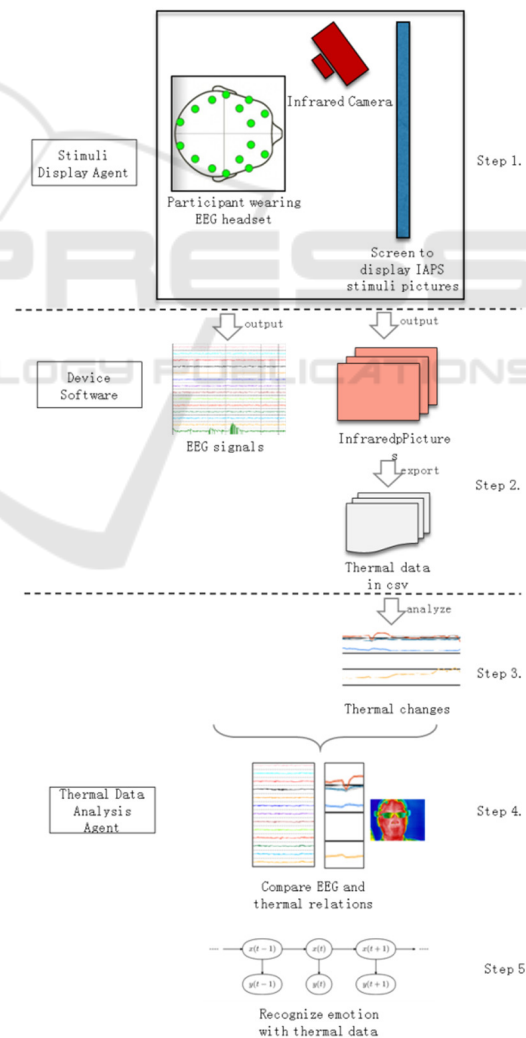 Infrared Camera
Stimuli
Display Agent
Step 1.
Participant wearing
EEG headset
Screen to
display IAPS
stimuli pictures
PRESS
output
output
Device
Software
LOGY PUBLICATIONS
EEG signals
InfraredpPicture
s
export
Step 2.
Thermal data
in csv
analyze
Step 3.
Thermal changes
Thermal Data
Analysis
Agent
Step 4.
Compare EEG and
thermal relations
.... x(t − 1) x(t) x(t + 1) ....
Step 5
y(t − 1) y(t) y(t + 1)
Recognize emotion
with thermal data